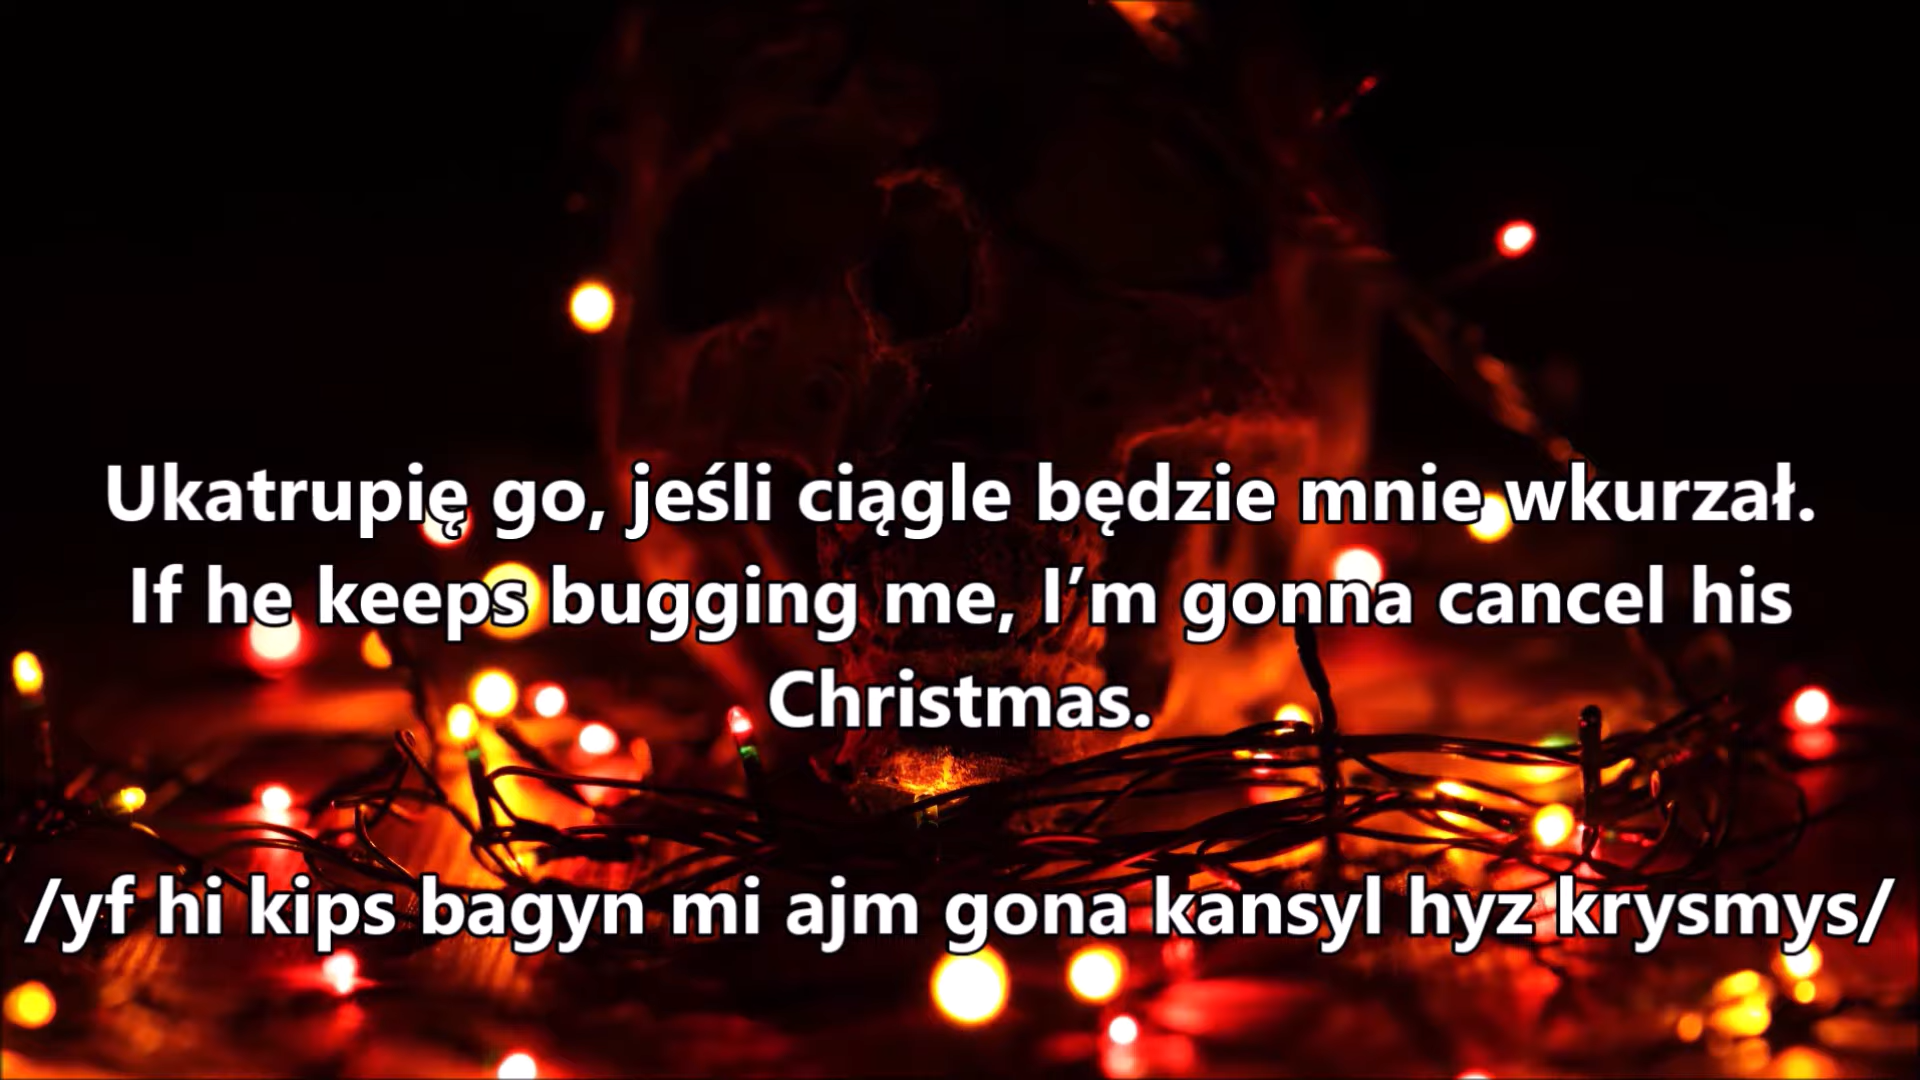 Ukatrupię go, jeśli ciągle będzie mnie wkurzał.
If he keeps bugging me, I’m gonna cancel his
Christmas.
/yf hi kips bagyn mi ajm gona kansyl hyz krysmys/